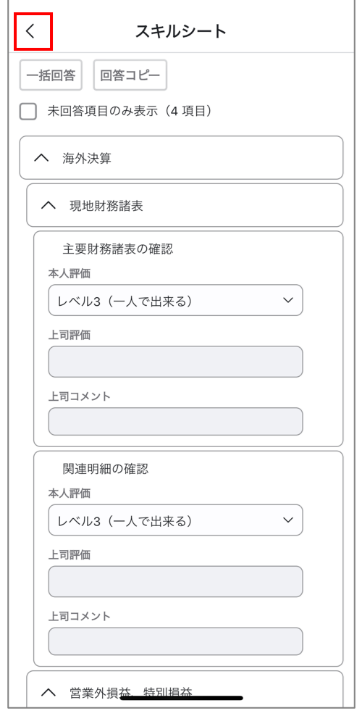 スキルシート
一括回答 回答コピー
未回答項目のみ表示（4 項目）
海外決算
現地財務諸表
主要財務諸表の確認
本人評価
レベル3（一人で出来る）
上司評価
上司コメント
関連明細の確認
本人評価
レベル3（一人で出来る）
上司評価
上司コメント
営業外損益、特別損益